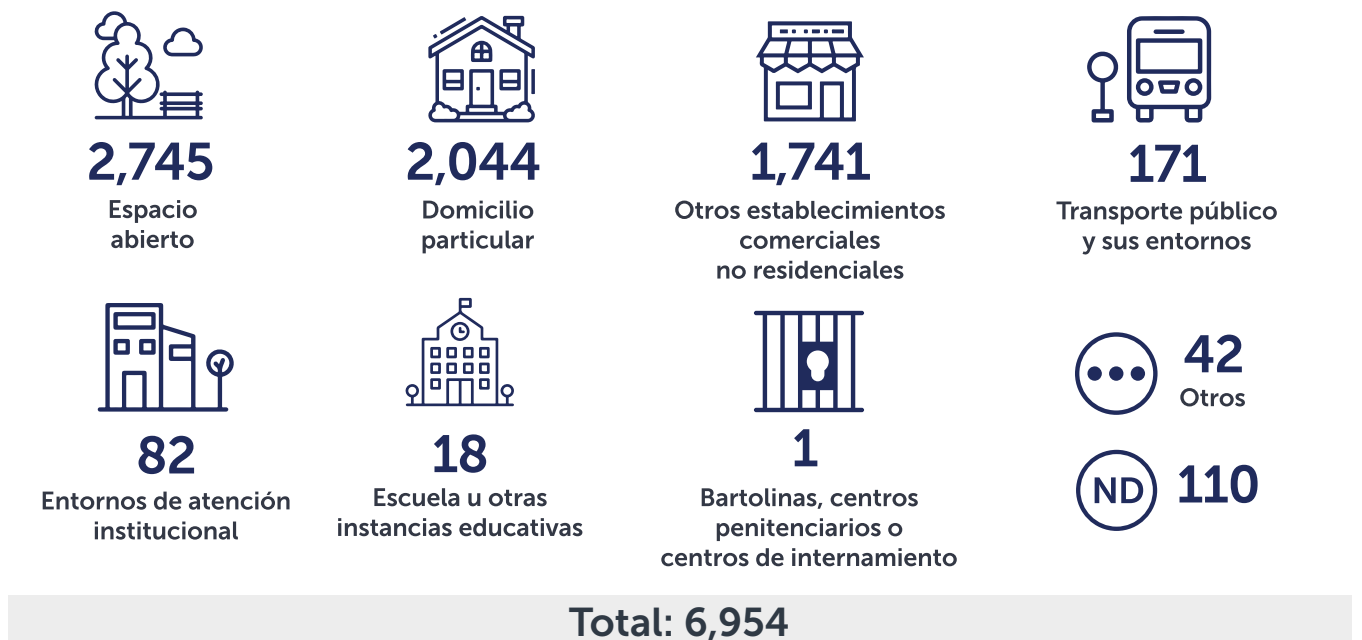 2,745
Espacio
abierto
2,044
Domicilio
particular
1,741
Otros establecimientos
comerciales
no residenciales
171
Transporte público
y sus entornos
82
Entornos de atención
institucional
18
Escuela u otras
instancias educativas
1
Bartolinas, centros
penitenciarios o
centros de internamiento
42
Otros
ND 110
Total: 6,954